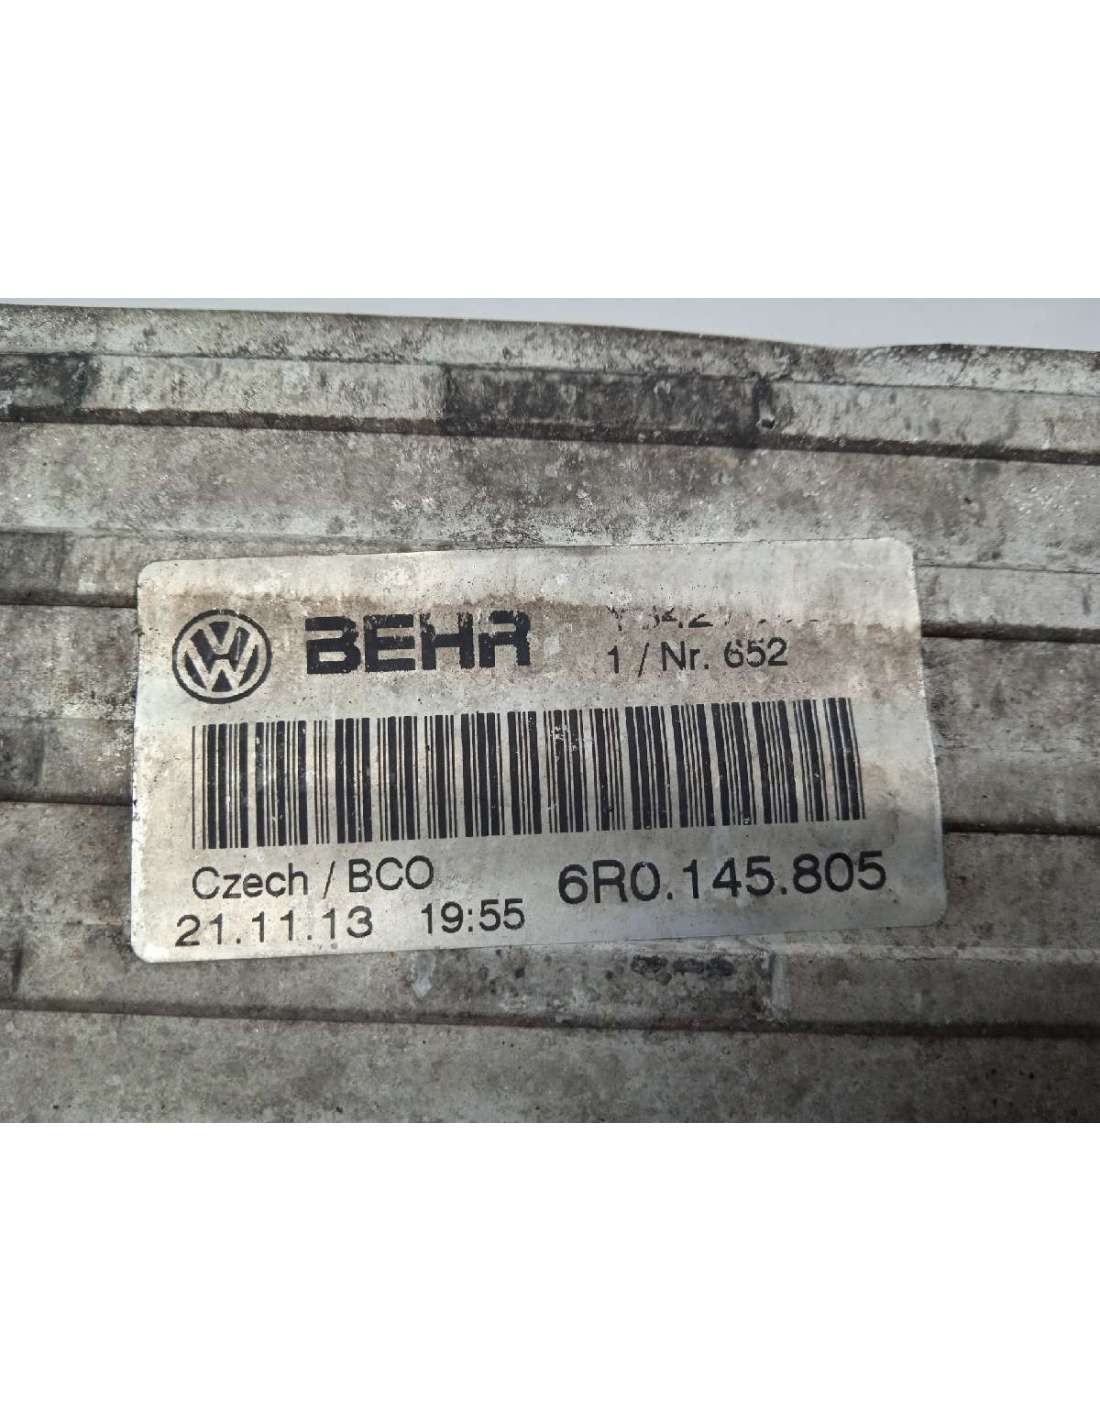 BEHR
1 / Nr. 652
Czech / BCO
6R0.145.805
21.11.13 19:55